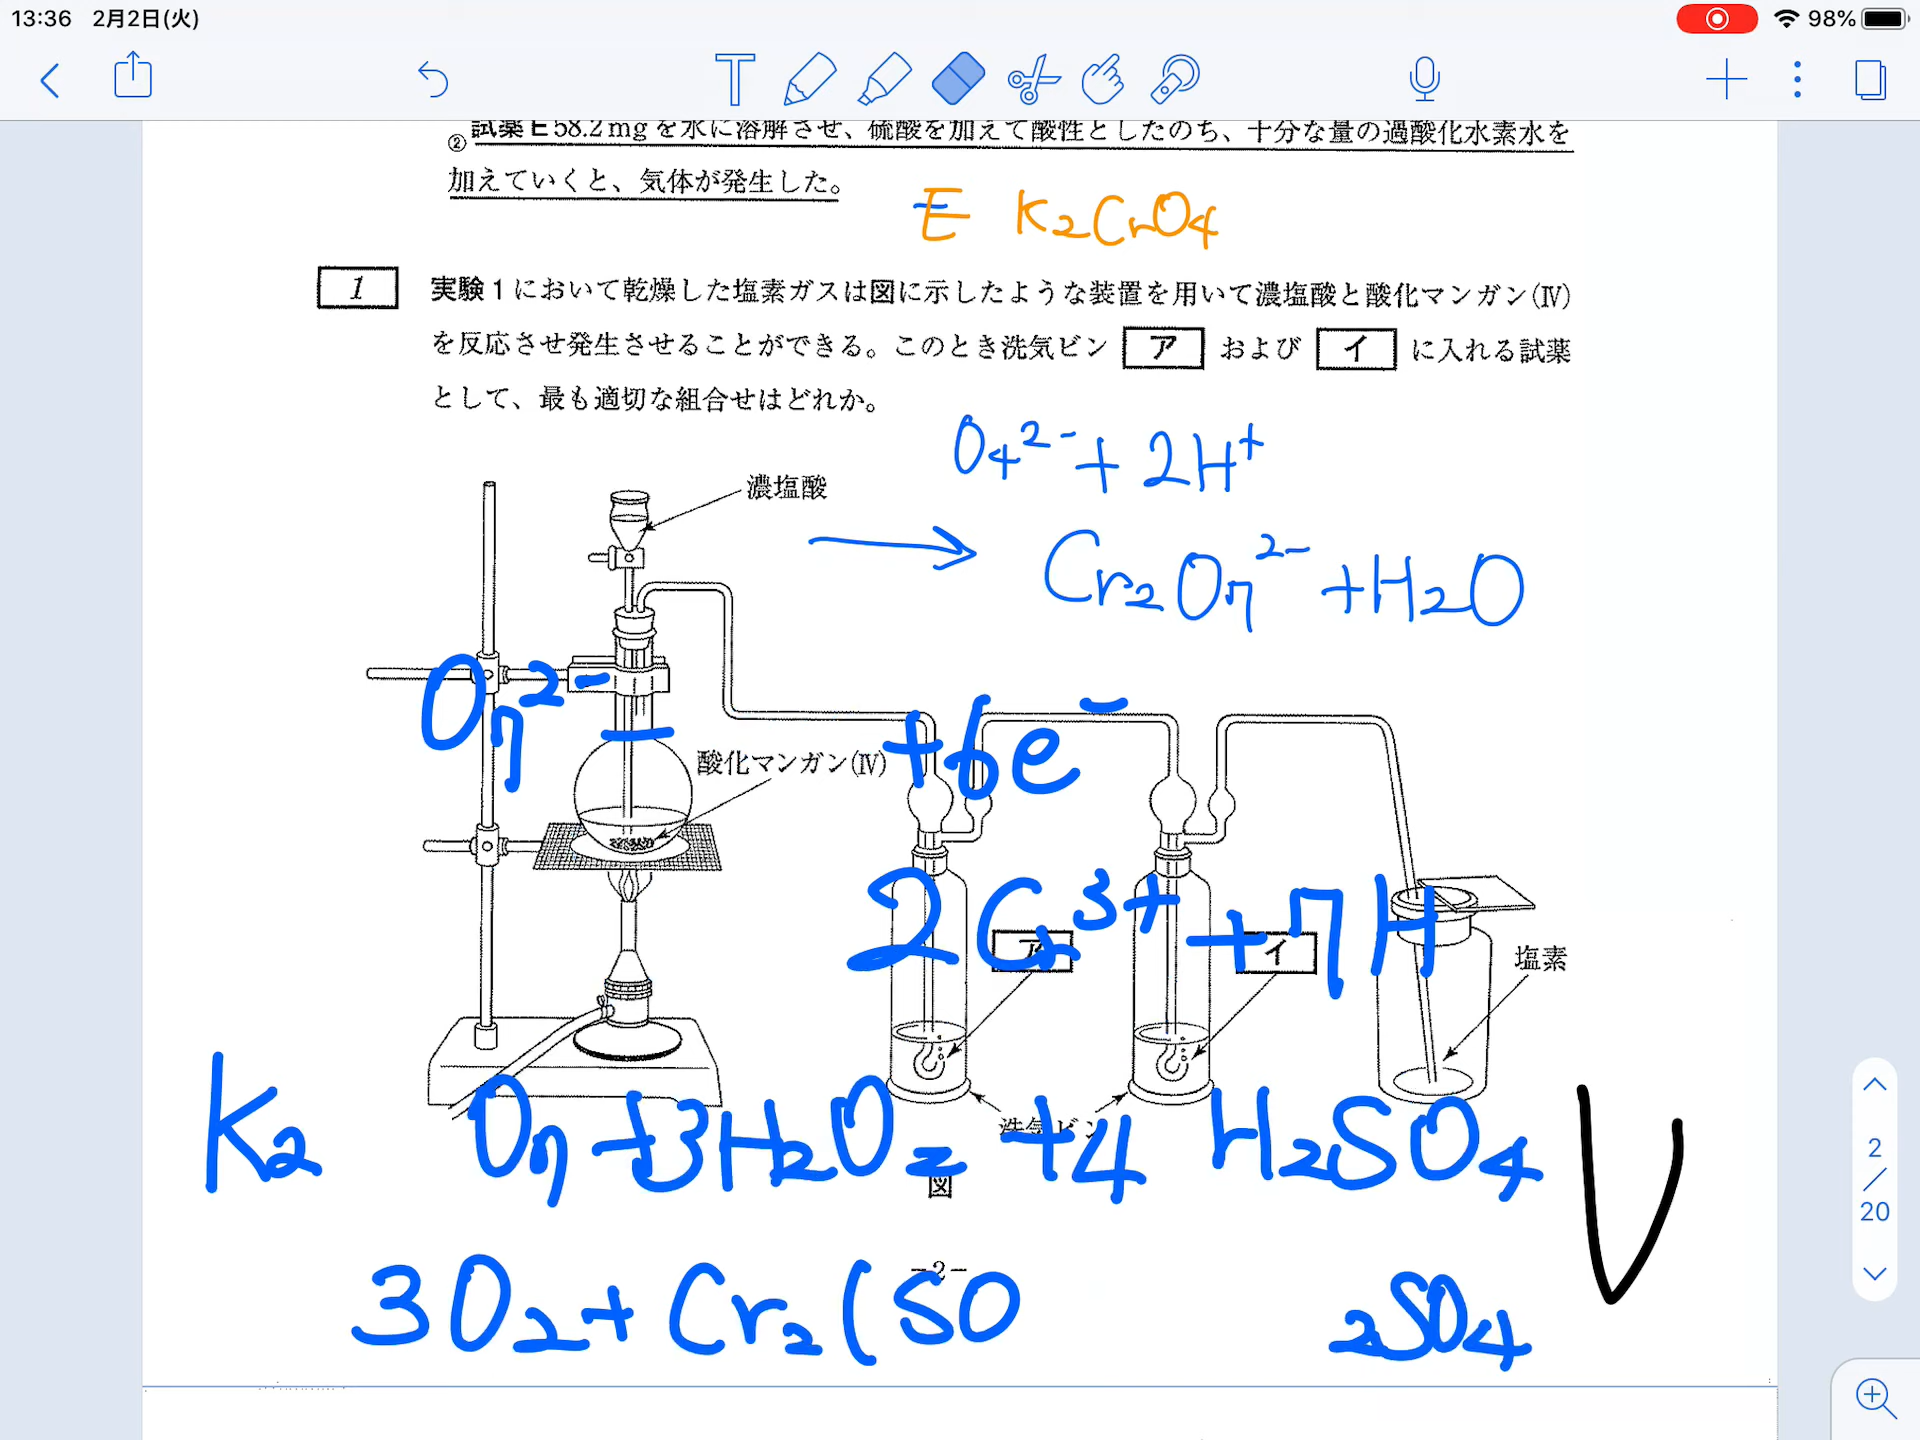 13:36 2月2日(火) 98%
② 試薬E 58.2 mg を水に溶解させ、硫酸を加えて酸性としたのち、十分な量の過酸化水素水を
加えていくと、気体が発生した。
E K2CrO4
1 実験1において乾燥した塩素ガスは図に示したような装置を用いて濃塩酸と酸化マンガン(Ⅳ)
を反応させ発生させることができる。このとき洗気ビン ア および イ に入れる試薬
として、最も適切な組合せはどれか。
O4 2- + 2H+
濃塩酸
→ Cr2O7 2- + H2O
O7 2-
+6e-
酸化マンガン(Ⅳ)
2Cr3+ + 7H
ア イ
塩素
K2 O7 + 3H2O2 + 4 H2SO4
洗気ビン
図
2
/
20
-2-
3O2 + Cr2(SO 2SO4